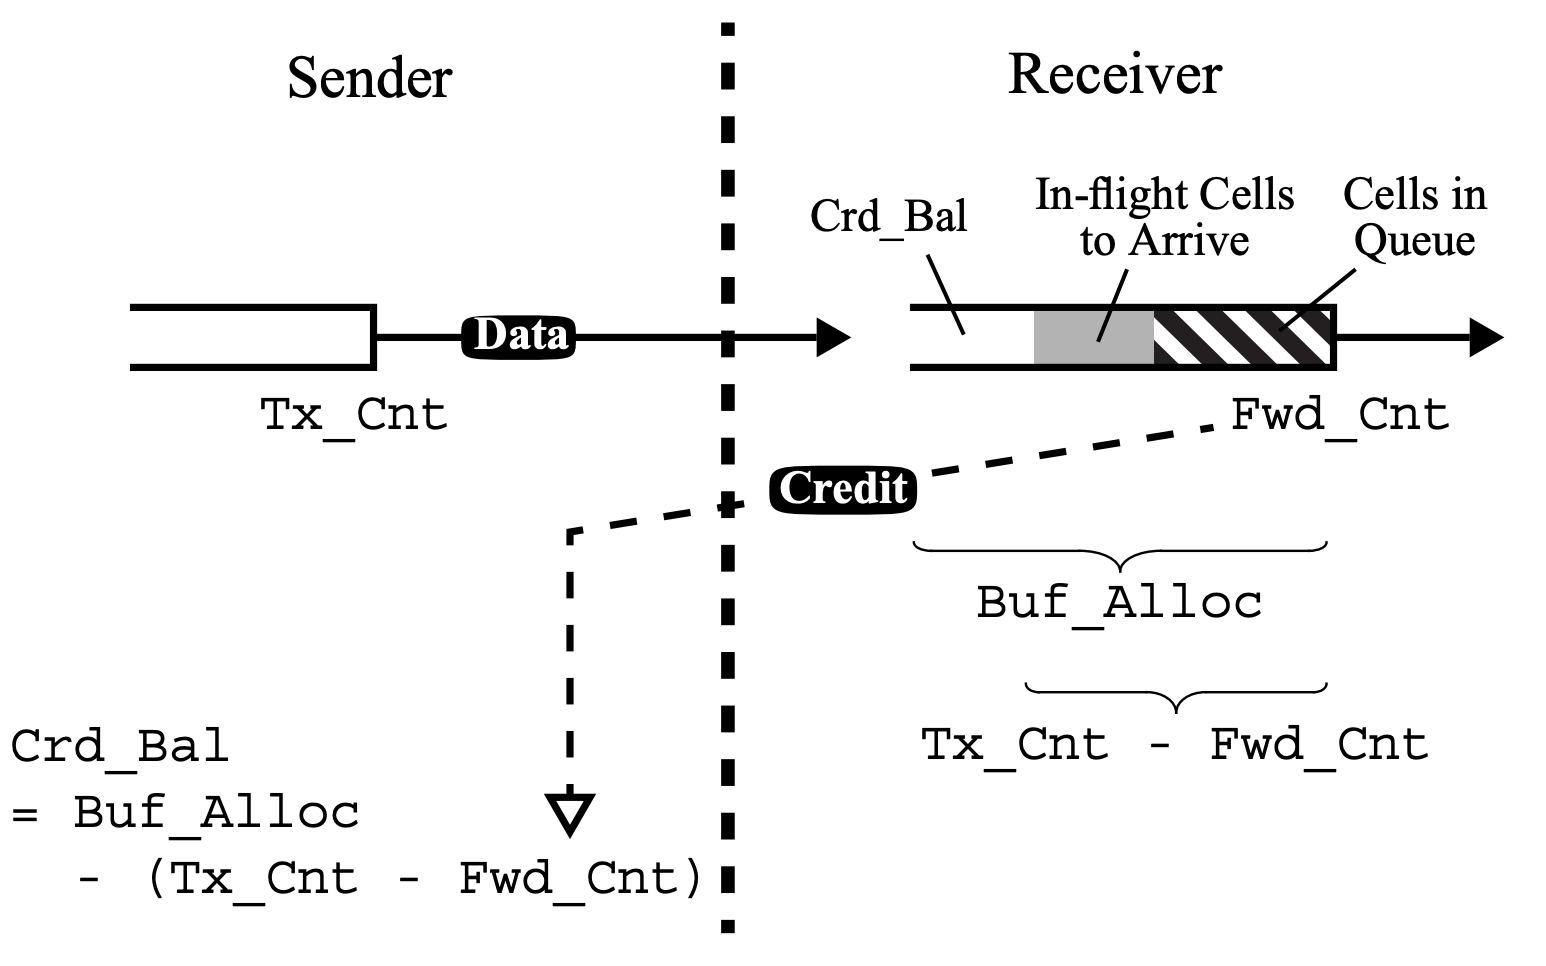 Sender
Receiver
Crd_Bal
In-flight Cells
to Arrive
Cells in
Queue
Data
Tx_Cnt
Fwd_Cnt
Credit
Buf_Alloc
Tx_Cnt - Fwd_Cnt
Crd_Bal
= Buf_Alloc
- (Tx_Cnt - Fwd_Cnt)